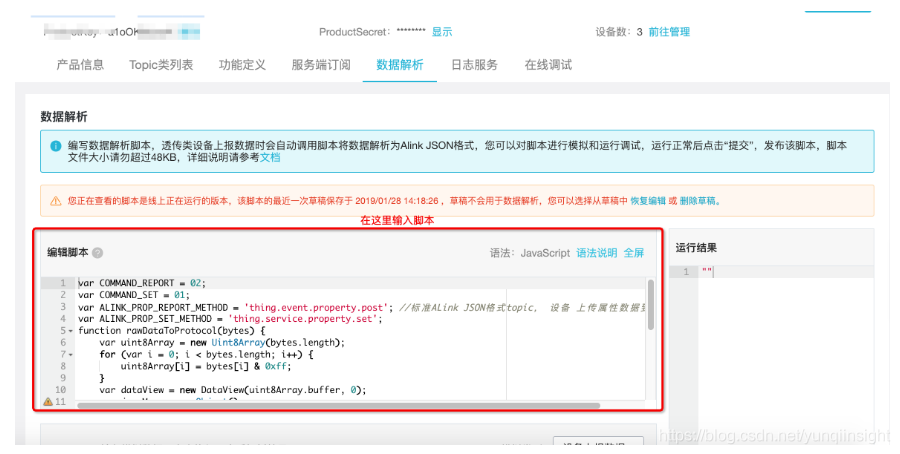 ProductSecret: ******** 显示 设备数: 3 前往管理
产品信息 Topic类列表 功能定义 服务端订阅 数据解析 日志服务 在线调试
数据解析
编写数据解析脚本，透传类设备上报数据时会自动调用脚本将数据解析为Alink JSON格式，您可以对脚本进行模拟和运行调试，运行正常后点击“提交”，发布该脚本，脚本
文件大小请勿超过48KB，详细说明请参考文档
您正在查看的脚本是线上正在运行的版本，该脚本的最近一次草稿保存于 2019/01/28 14:18:26 ，草稿不会用于数据解析，您可以选择从草稿中 恢复编辑 或 删除草稿。
在这里输入脚本
编辑脚本 ? 语法: JavaScript 语法说明 全屏
运行结果
1 ""
1 var COMMAND_REPORT = 02;
2 var COMMAND_SET = 01;
3 var ALINK_PROP_REPORT_METHOD = 'thing.event.property.post'; //标准ALink JSON格式topic, 设备 上传属性数据
4 var ALINK_PROP_SET_METHOD = 'thing.service.property.set';
5 function rawDataToProtocol(bytes) {
6 var uint8Array = new Uint8Array(bytes.length);
7 for (var i = 0; i < bytes.length; i++) {
8 uint8Array[i] = bytes[i] & 0xff;
9 }
10 var dataView = new DataView(uint8Array.buffer, 0);
11
https://blog.csdn.net/yunqiinsight